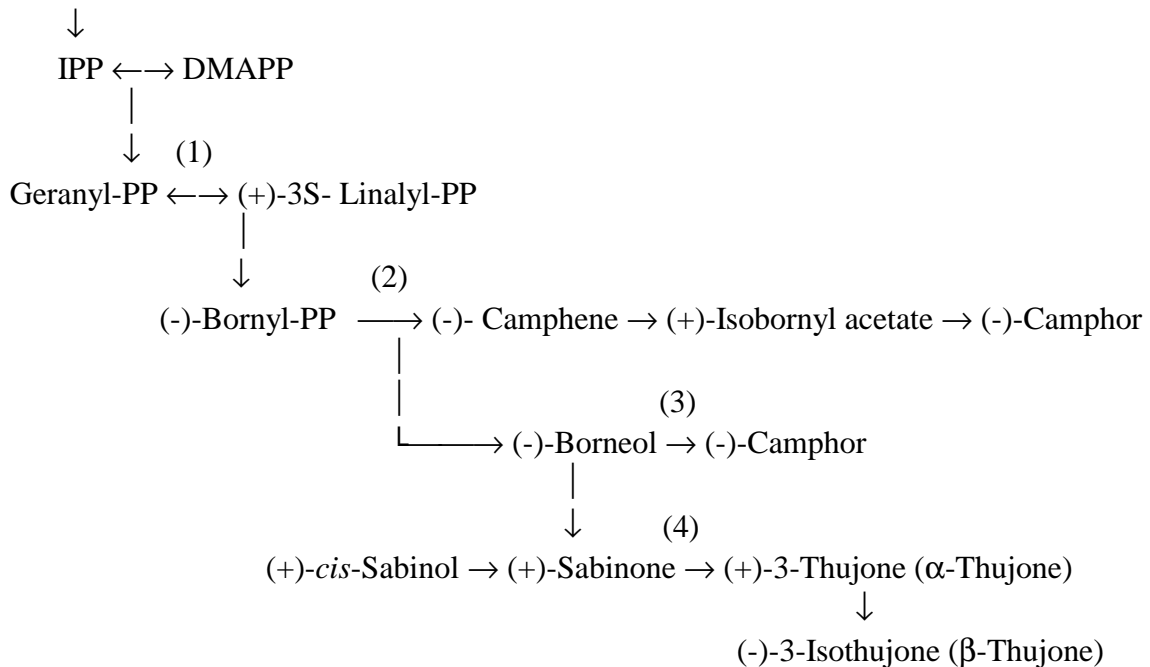 ↓
IPP ←→ DMAPP
↓ (1)
Geranyl-PP ←→ (+)-3S- Linalyl-PP
↓ (2)
(-)-Bornyl-PP ⟶ (-)- Camphene → (+)-Isobornyl acetate → (-)-Camphor
(3)
⟶ (-)-Borneol → (-)-Camphor
↓ (4)
(+)-cis-Sabinol → (+)-Sabinone → (+)-3-Thujone (α-Thujone)
↓
(-)-3-Isothujone (β-Thujone)